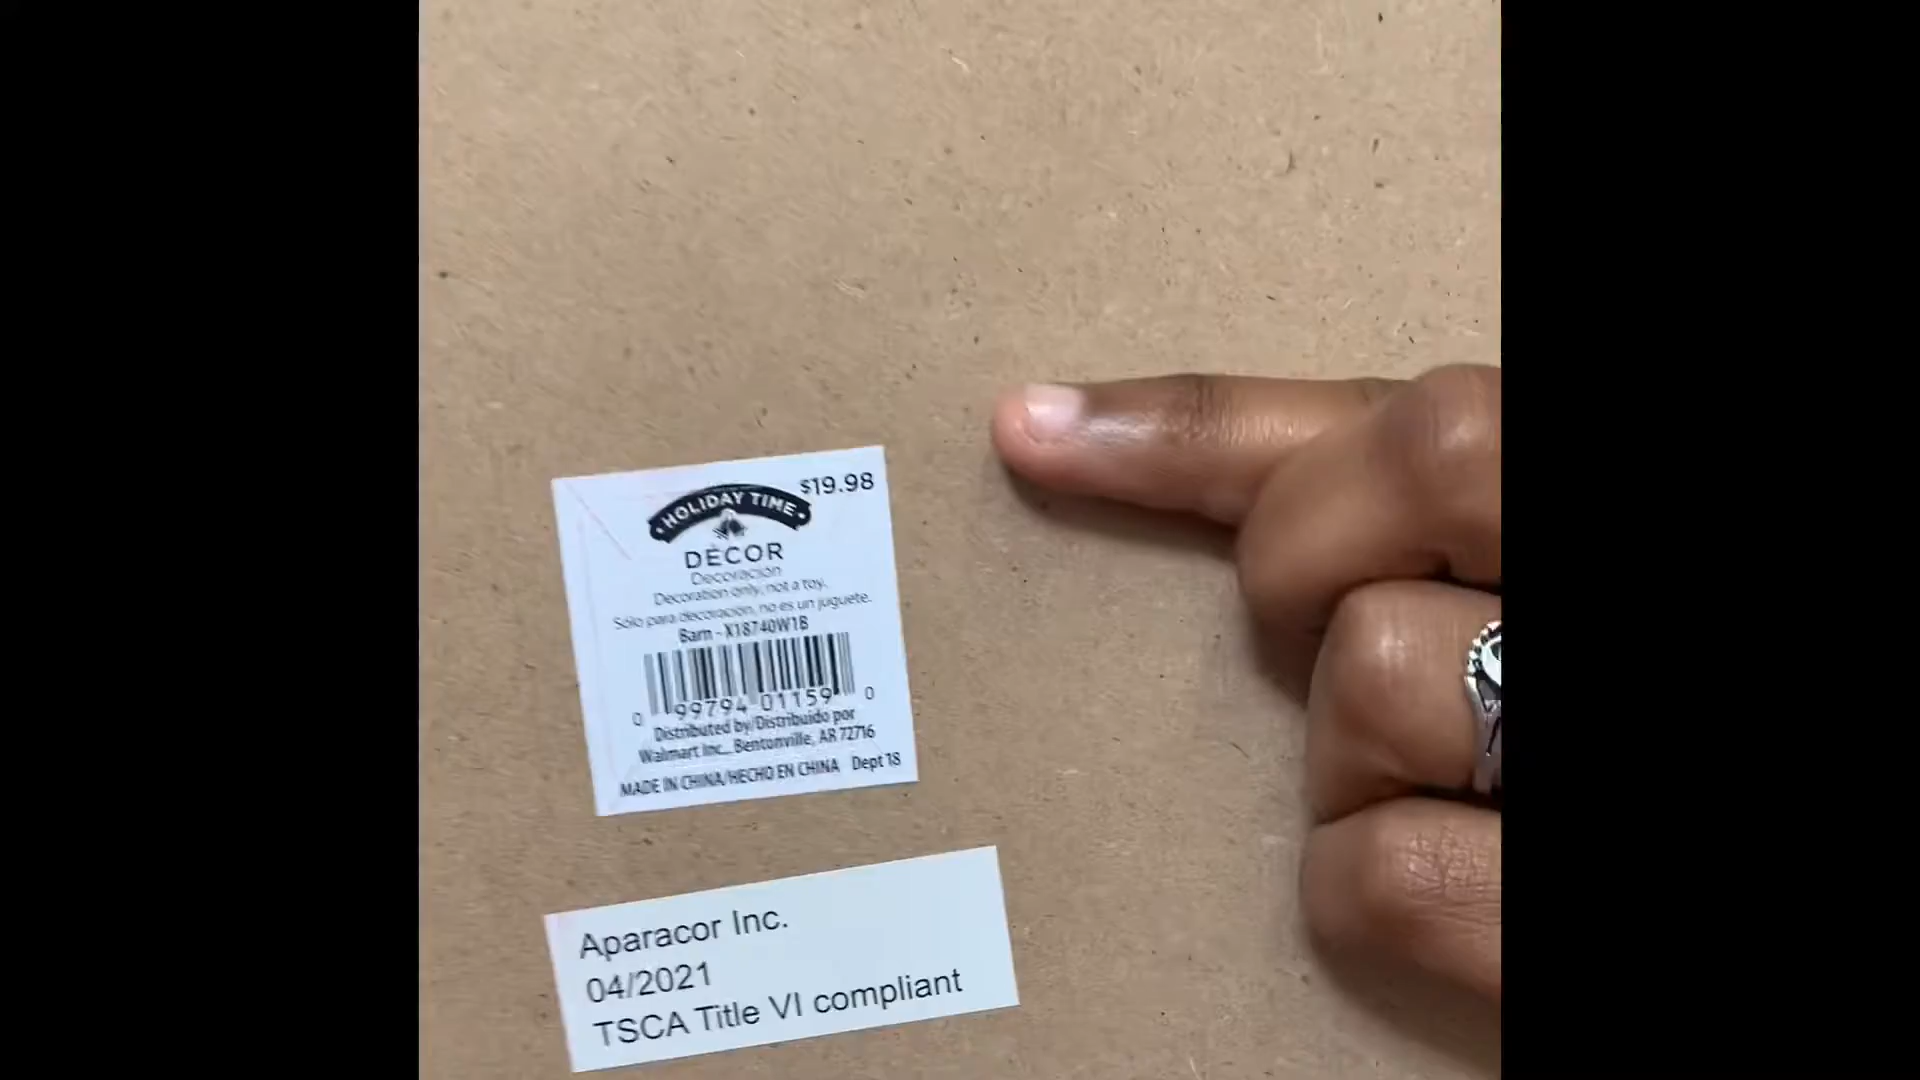 $19.98
HOLIDAY TIME
DÉCOR
Decoración
Decoration only, not a toy.
Sólo para decoración, no es un juguete.
Barn - X18740W1B
0 99794 01159 0
Distributed by/Distribuido por
Walmart Inc., Bentonville, AR 72716
MADE IN CHINA/HECHO EN CHINA Dept 18
Aparacor Inc.
04/2021
TSCA Title VI compliant